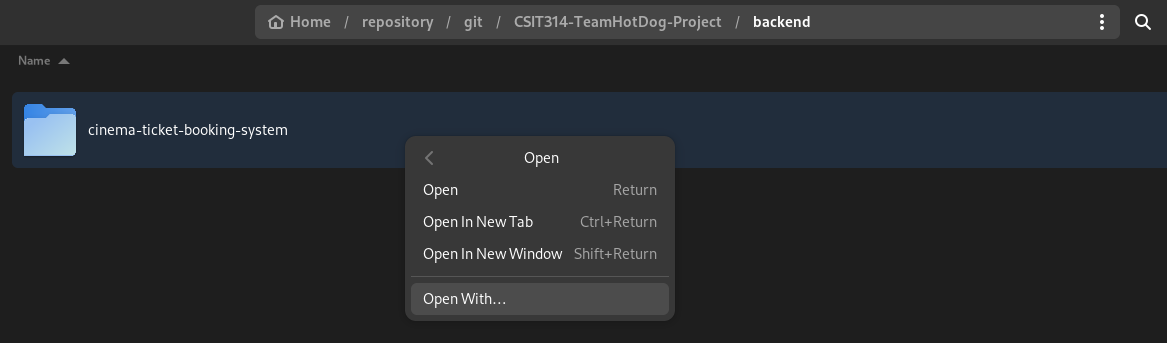 Home / repository / git / CSIT314-TeamHotDog-Project / backend
Name
cinema-ticket-booking-system
Open
Open Return
Open In New Tab Ctrl+Return
Open In New Window Shift+Return
Open With...